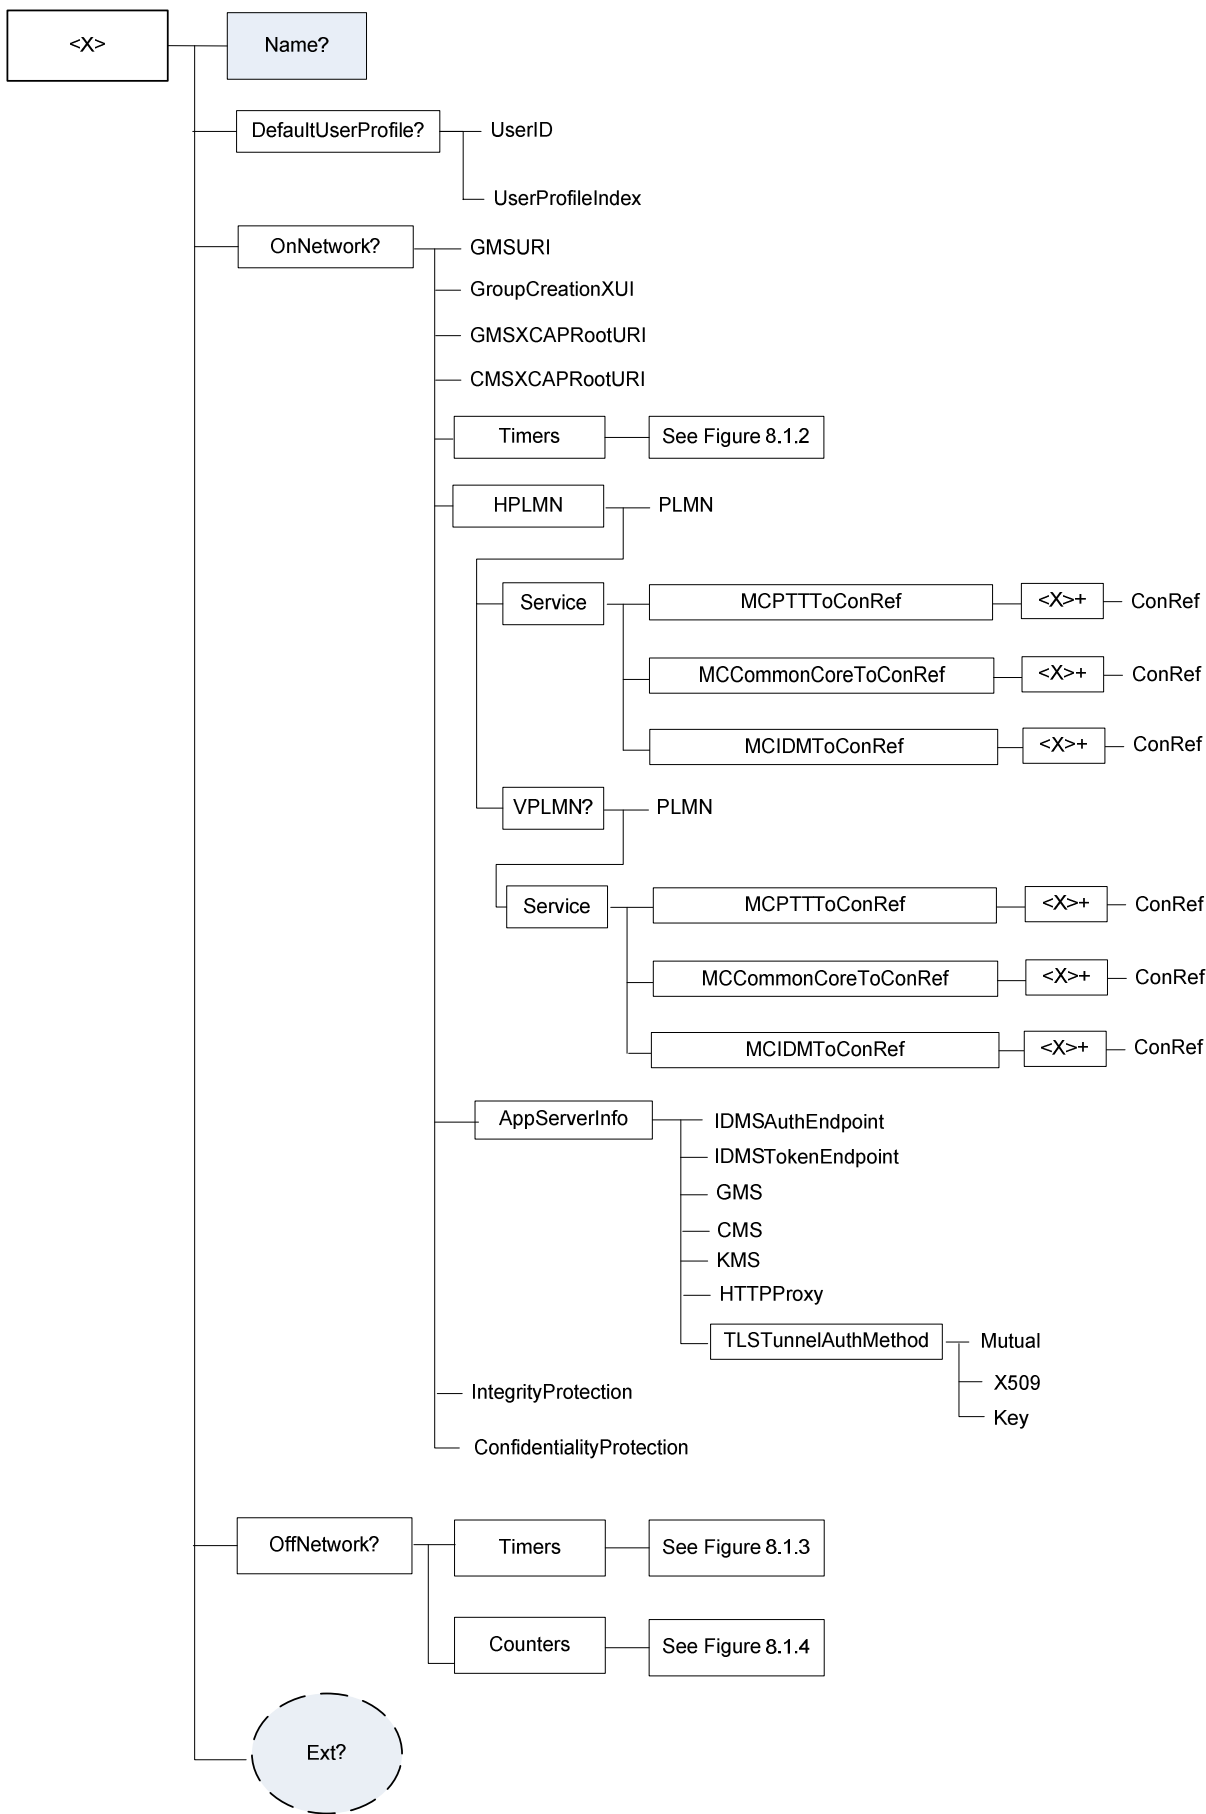 <X>
Name?
DefaultUserProfile?
UserID
UserProfileIndex
OnNetwork?
GMSURI
GroupCreationXUI
GMSXCAPRootURI
CMSXCAPRootURI
Timers
See Figure 8.1.2
HPLMN
PLMN
Service
MCPTTToConRef
<X>+
ConRef
MCCommonCoreToConRef
<X>+
ConRef
MCIDMToConRef
<X>+
ConRef
VPLMN?
PLMN
Service
MCPTTToConRef
<X>+
ConRef
MCCommonCoreToConRef
<X>+
ConRef
MCIDMToConRef
<X>+
ConRef
AppServerInfo
IDMSAuthEndpoint
IDMSTokenEndpoint
GMS
CMS
KMS
HTTPProxy
TLSTunnelAuthMethod
Mutual
X509
Key
IntegrityProtection
ConfidentialityProtection
OffNetwork?
Timers
See Figure 8.1.3
Counters
See Figure 8.1.4
Ext?